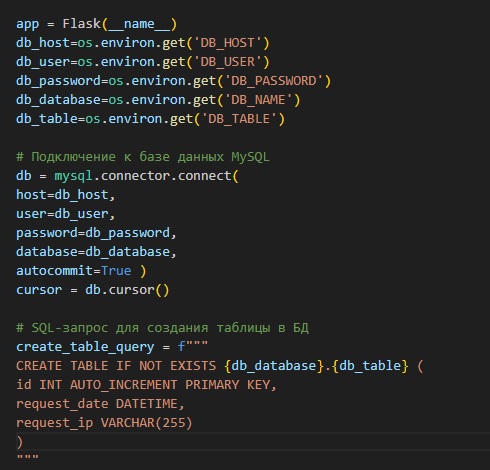 app = Flask(__name__)
db_host=os.environ.get('DB_HOST')
db_user=os.environ.get('DB_USER')
db_password=os.environ.get('DB_PASSWORD')
db_database=os.environ.get('DB_NAME')
db_table=os.environ.get('DB_TABLE')
# Подключение к базе данных MySQL
db = mysql.connector.connect(
host=db_host,
user=db_user,
password=db_password,
database=db_database,
autocommit=True )
cursor = db.cursor()
# SQL-запрос для создания таблицы в БД
create_table_query = f"""
CREATE TABLE IF NOT EXISTS {db_database}.{db_table} (
id INT AUTO_INCREMENT PRIMARY KEY,
request_date DATETIME,
request_ip VARCHAR(255)
)
"""